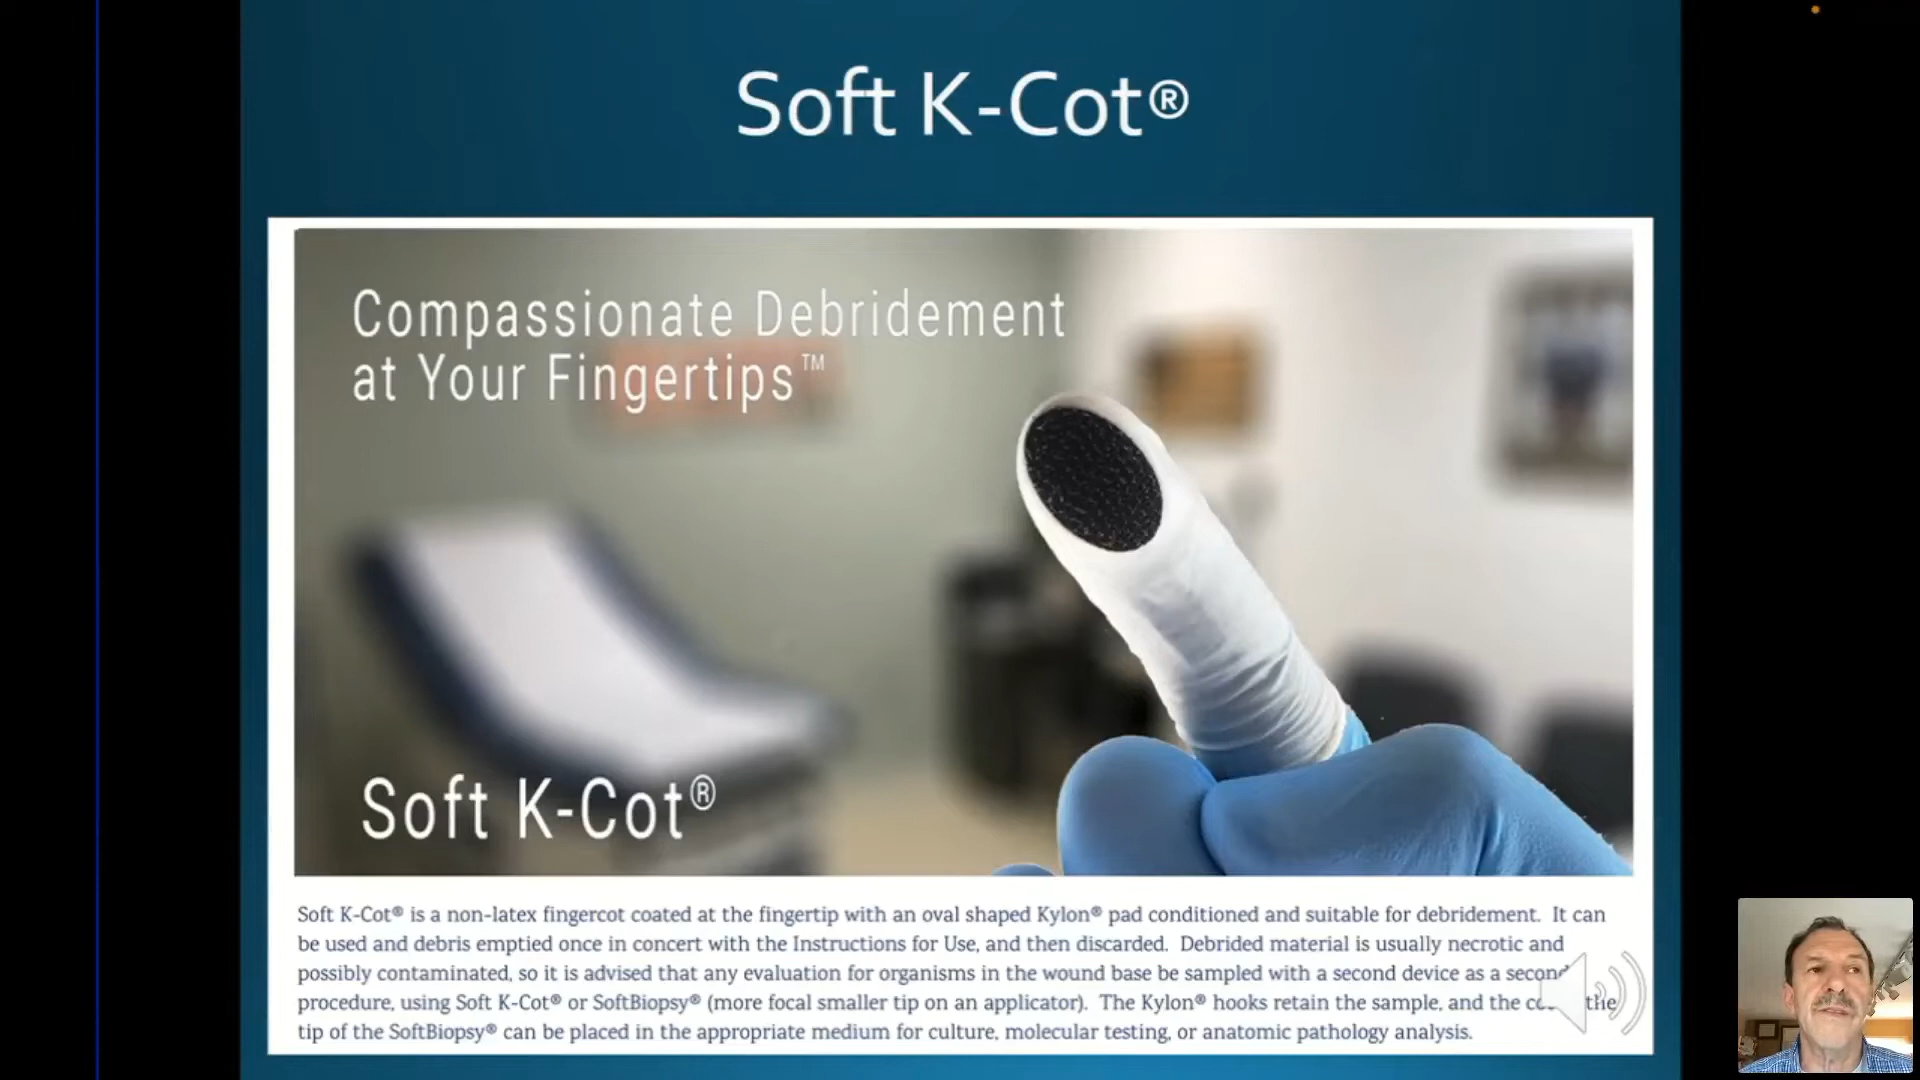 Soft K-Cot®
Compassionate Debridement
at Your Fingertips™
Soft K-Cot®
Soft K-Cot® is a non-latex fingercot coated at the fingertip with an oval shaped Kylon® pad conditioned and suitable for debridement. It can
be used and debris emptied once in concert with the Instructions for Use, and then discarded. Debrided material is usually necrotic and
possibly contaminated, so it is advised that any evaluation for organisms in the wound base be sampled with a second device as a second
procedure, using Soft K-Cot® or SoftBiopsy® (more focal smaller tip on an applicator). The Kylon® hooks retain the sample, and the the
tip of the SoftBiopsy® can be placed in the appropriate medium for culture, molecular testing, or anatomic pathology analysis.